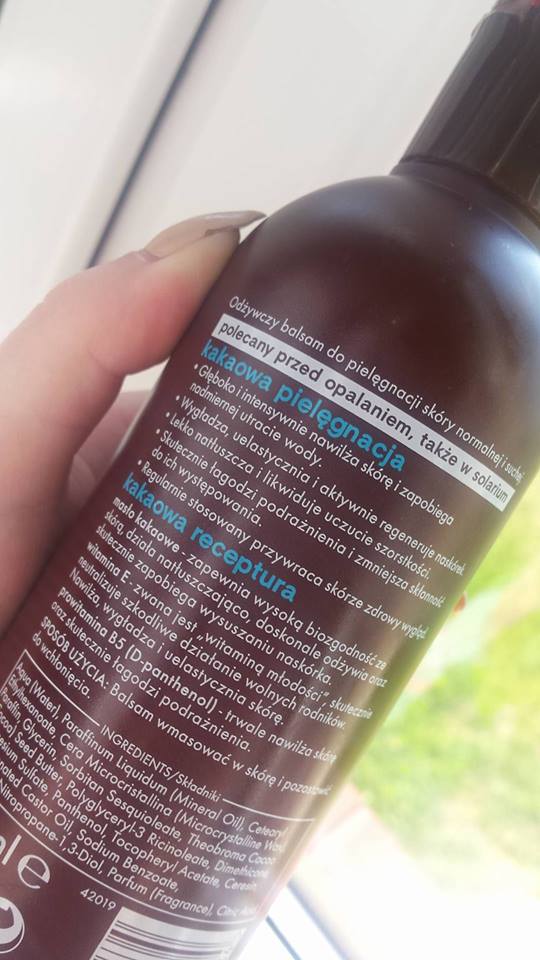 Odżywczy balsam do pielęgnacji skóry normalnej i suchej
polecany przed opalaniem, także w solarium
kakaowa pielęgnacja
• Głęboko i intensywnie nawilża skórę i zapobiega
nadmiernej utracie wody.
• Wygładza, uelastycznia i aktywnie regeneruje naskórek.
• Lekko natłuszcza i likwiduje uczucie szorstkości.
• Skutecznie łagodzi podrażnienia i zmniejsza skłonność
do ich występowania.
• Regularnie stosowany przywraca skórze zdrowy wygląd.
kakaowa receptura
masło kakaowe - zapewnia wysoką biozgodność ze
skórą, działa natłuszczająco, doskonale odżywia oraz
skutecznie zapobiega wysuszaniu naskórka.
witamina E, zwana jest „witaminą młodości” skutecznie
neutralizuje szkodliwe działanie wolnych rodników.
Nawilża, wygładza i uelastycznia skórę.
prowitamina B5 (D-Panthenol) - trwale nawilża skórę
oraz skutecznie łagodzi podrażnienia.
SPOSÓB UŻYCIA: Balsam wmasować w skórę i pozostawić
do wchłonięcia.
INGREDIENTS/Składniki
Aqua (Water), Paraffinum Liquidum (Mineral Oil), Cetearyl
Ethylhexanoate, Cera Microcristallina (Microcrystalline Wax),
Paraffin, Glycerin, Sorbitan Sesquioleate, Theobroma Cacao
(Cocoa) Seed Butter, Polyglyceryl-3 Ricinoleate, Dimethicone,
Sulfate, Panthenol, Tocopheryl Acetate, Ceresin,
Castor Oil, Sodium Benzoate,
Parfum (Fragrance), Citric Acid
ml e
42019